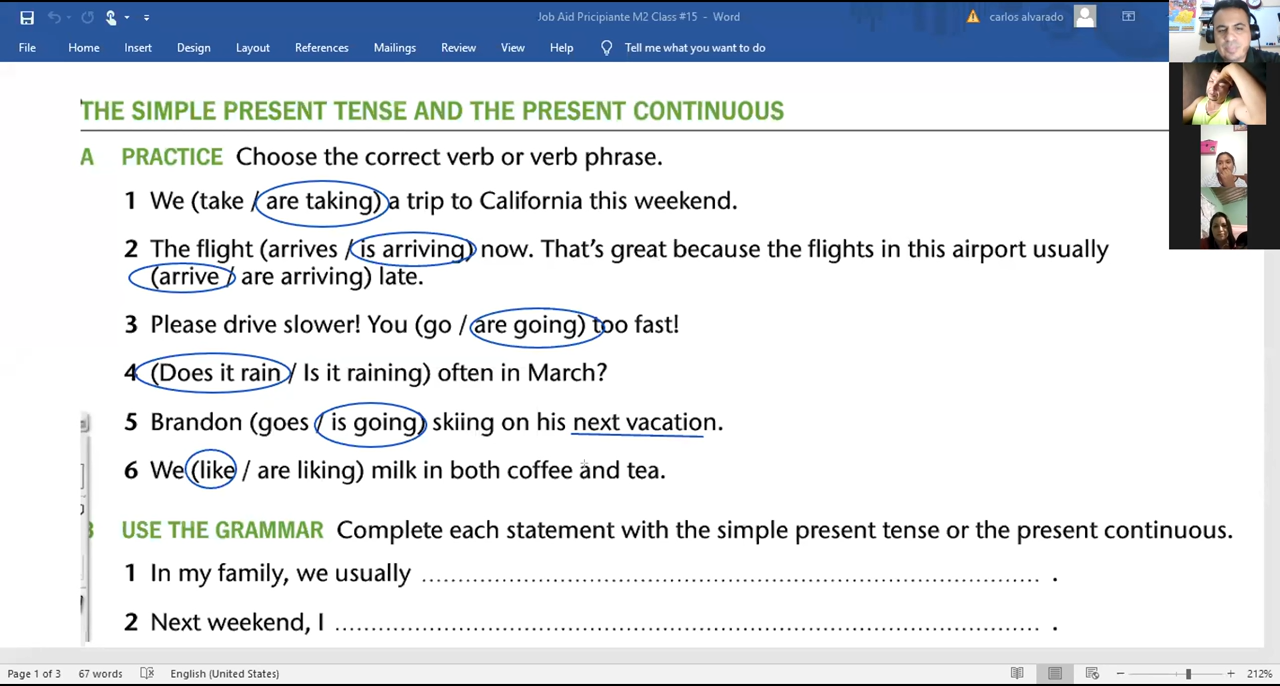 Job Aid Pricipiante M2 Class #15 - Word
carlos alvarado
File Home Insert Design Layout References Mailings Review View Help Tell me what you want to do
THE SIMPLE PRESENT TENSE AND THE PRESENT CONTINUOUS
A PRACTICE Choose the correct verb or verb phrase.
1 We (take / are taking) a trip to California this weekend.
2 The flight (arrives / is arriving) now. That's great because the flights in this airport usually
(arrive / are arriving) late.
3 Please drive slower! You (go / are going) too fast!
4 (Does it rain / Is it raining) often in March?
5 Brandon (goes / is going) skiing on his next vacation.
6 We (like / are liking) milk in both coffee and tea.
B USE THE GRAMMAR Complete each statement with the simple present tense or the present continuous.
1 In my family, we usually .
2 Next weekend, I .
Page 1 of 3 67 words English (United States) 212%